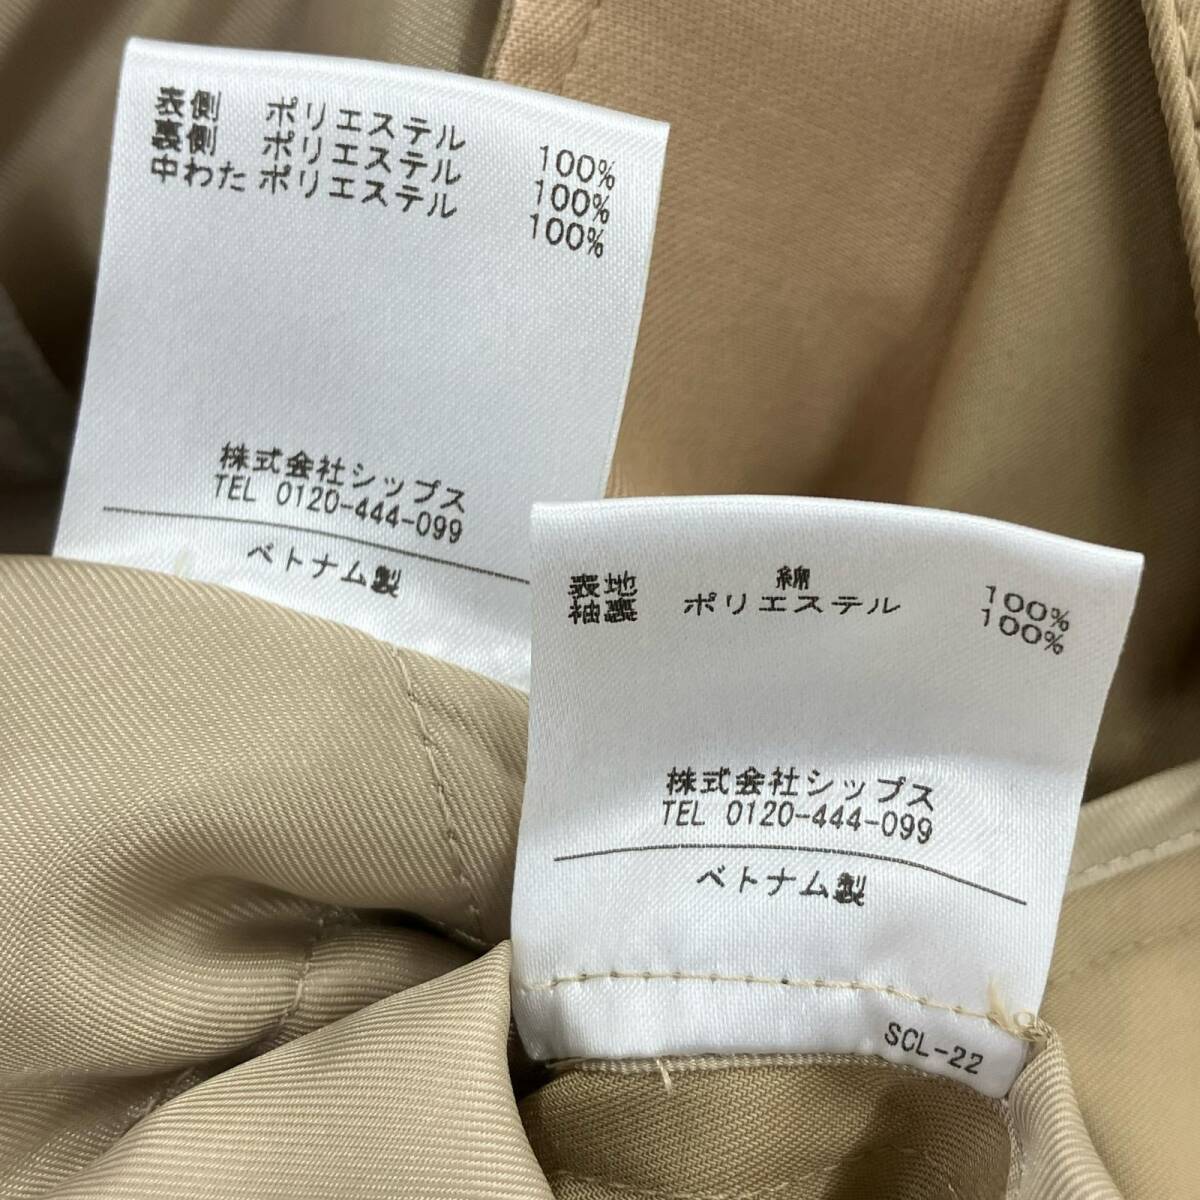 表側 ポリエステル 100%
裏側 ポリエステル 100%
中わた ポリエステル 100%
株式会社シップス
TEL 0120-444-099
ベトナム製
表地 綿 100%
袖裏 ポリエステル 100%
株式会社シップス
TEL 0120-444-099
ベトナム製
SCL-22